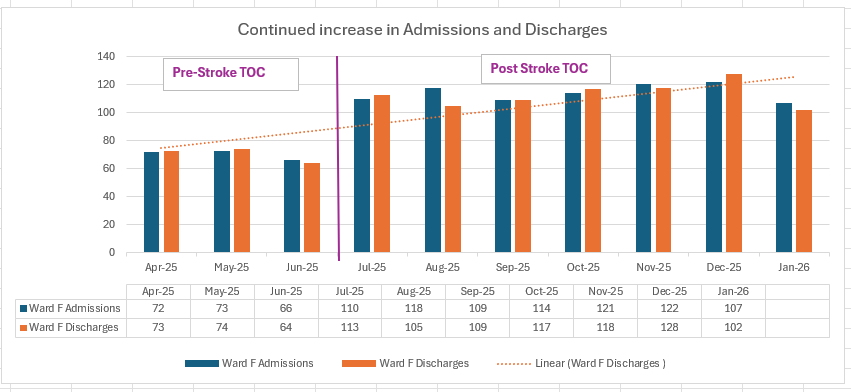 Continued increase in Admissions and Discharges
140
Pre-Stroke TOC
Post Stroke TOC
120
100
80
60
40
20
0
Apr-25 May-25 Jun-25 Jul-25 Aug-25 Sep-25 Oct-25 Nov-25 Dec-25 Jan-26
Apr-25 May-25 Jun-25 Jul-25 Aug-25 Sep-25 Oct-25 Nov-25 Dec-25 Jan-26
Ward F Admissions 72 73 66 110 118 109 114 121 122 107
Ward F Discharges 73 74 64 113 105 109 117 118 128 102
Ward F Admissions Ward F Discharges Linear (Ward F Discharges )